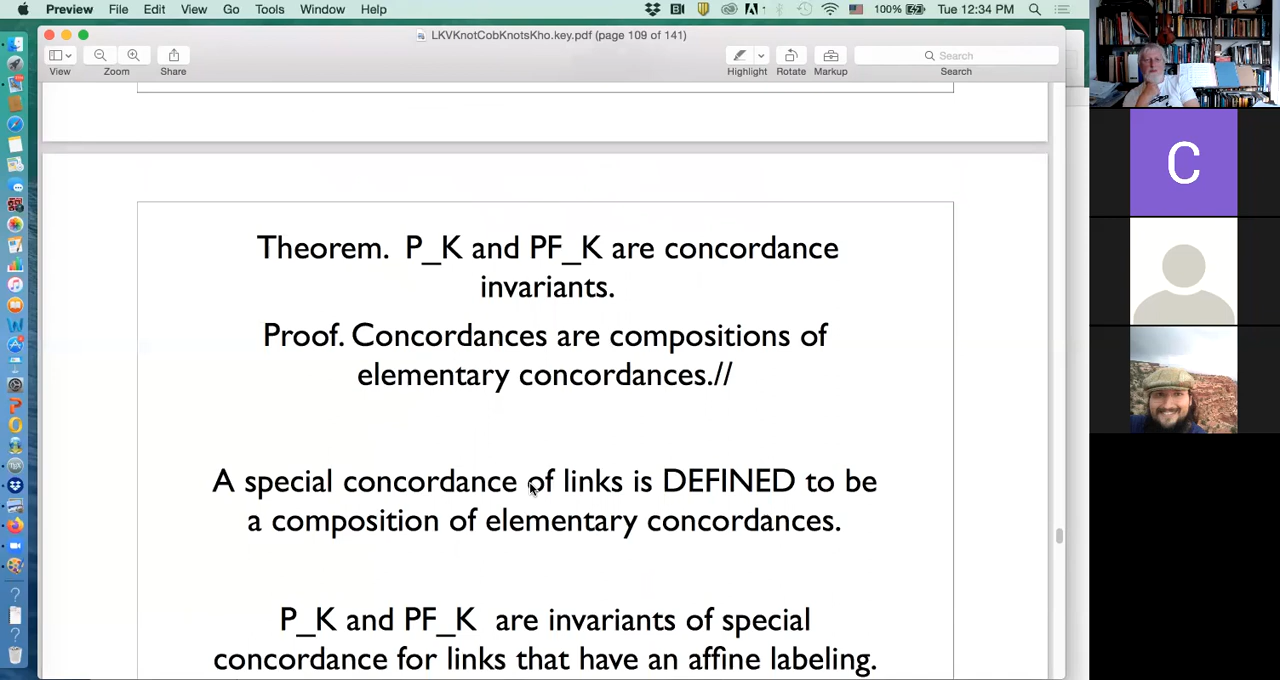 Preview File Edit View Go Tools Window Help 100% Tue 12:34 PM
LKVKnotCobKnotsKho.key.pdf (page 109 of 141)
Search
View Zoom Share Highlight Rotate Markup Search
Theorem. P_K and PF_K are concordance
invariants.
Proof. Concordances are compositions of
elementary concordances.//
A special concordance of links is DEFINED to be
a composition of elementary concordances.
P_K and PF_K are invariants of special
concordance for links that have an affine labeling.
C